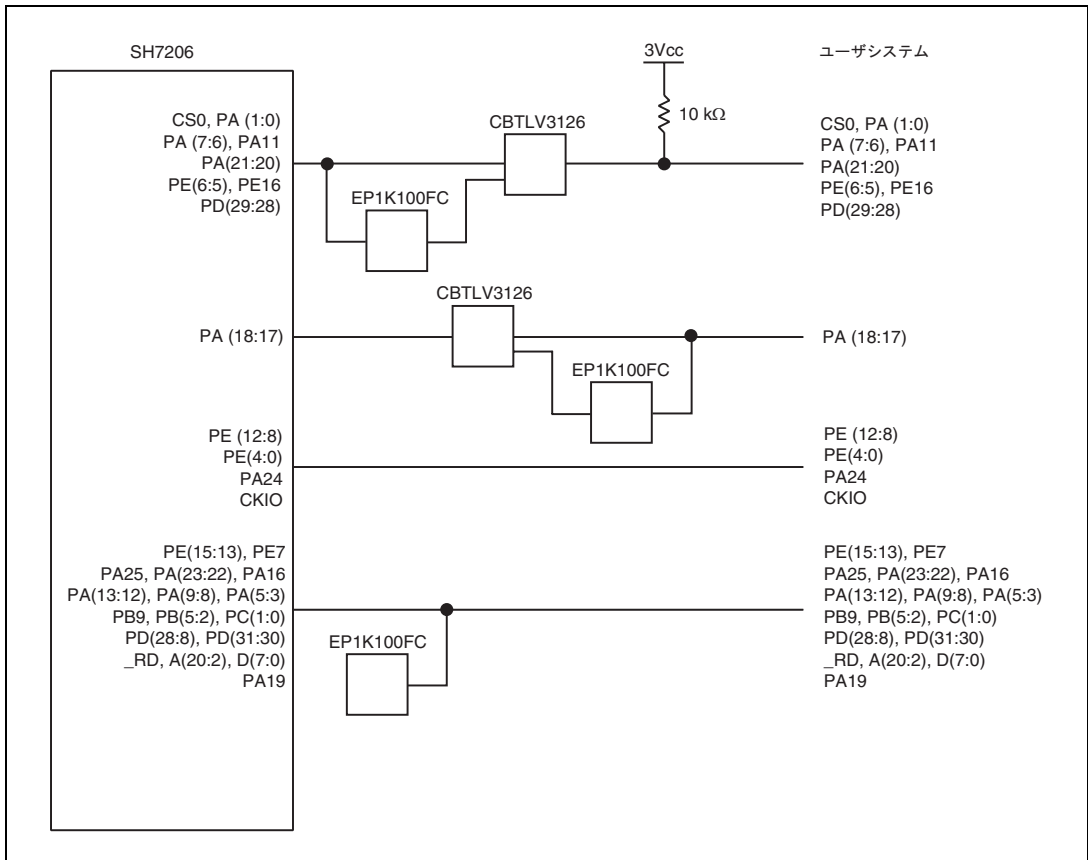 SH7206
3Vcc
ユーザシステム
10 kΩ
CS0, PA (1:0)
PA (7:6), PA11
PA(21:20)
PE(6:5), PE16
PD(29:28)
CBTLV3126
EP1K100FC
CS0, PA (1:0)
PA (7:6), PA11
PA(21:20)
PE(6:5), PE16
PD(29:28)
CBTLV3126
PA (18:17)
EP1K100FC
PA (18:17)
PE (12:8)
PE(4:0)
PA24
CKIO
PE (12:8)
PE(4:0)
PA24
CKIO
PE(15:13), PE7
PA25, PA(23:22), PA16
PA(13:12), PA(9:8), PA(5:3)
PB9, PB(5:2), PC(1:0)
PD(28:8), PD(31:30)
_RD, A(20:2), D(7:0)
PA19
EP1K100FC
PE(15:13), PE7
PA25, PA(23:22), PA16
PA(13:12), PA(9:8), PA(5:3)
PB9, PB(5:2), PC(1:0)
PD(28:8), PD(31:30)
_RD, A(20:2), D(7:0)
PA19